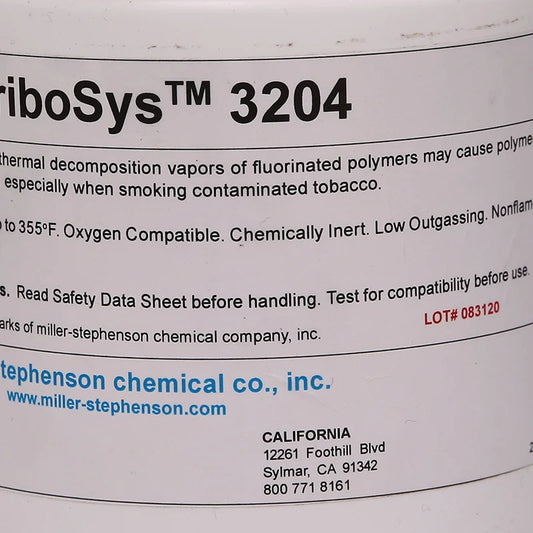 riboSys™ 3204
thermal decomposition vapors of fluorinated polymers may cause polyme
especially when smoking contaminated tobacco.
to 355ºF. Oxygen Compatible. Chemically Inert. Low Outgassing. Nonflam
s. Read Safety Data Sheet before handling. Test for compatibility before use.
arks of miller-stephenson chemical company, inc.
LOT# 083120
tephenson chemical co., inc.
www.miller-stephenson.com
CALIFORNIA
12261 Foothill Blvd
Sylmar, CA 91342
800 771 8161